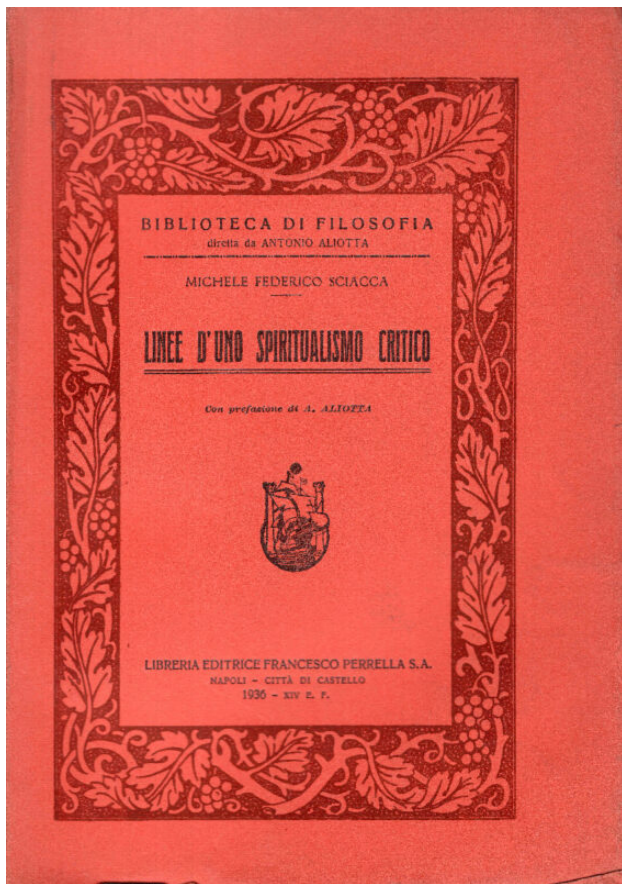 BIBLIOTECA DI FILOSOFIA
diretta da ANTONIO ALIOTTA
MICHELE FEDERICO SCIACCA
LINEE D'UNO SPIRITUALISMO CRITICO
Con prefazione di A. ALIOTTA
LIBRERIA EDITRICE FRANCESCO PERRELLA S.A.
NAPOLI - CITTÀ DI CASTELLO
1936 - XIV E. F.